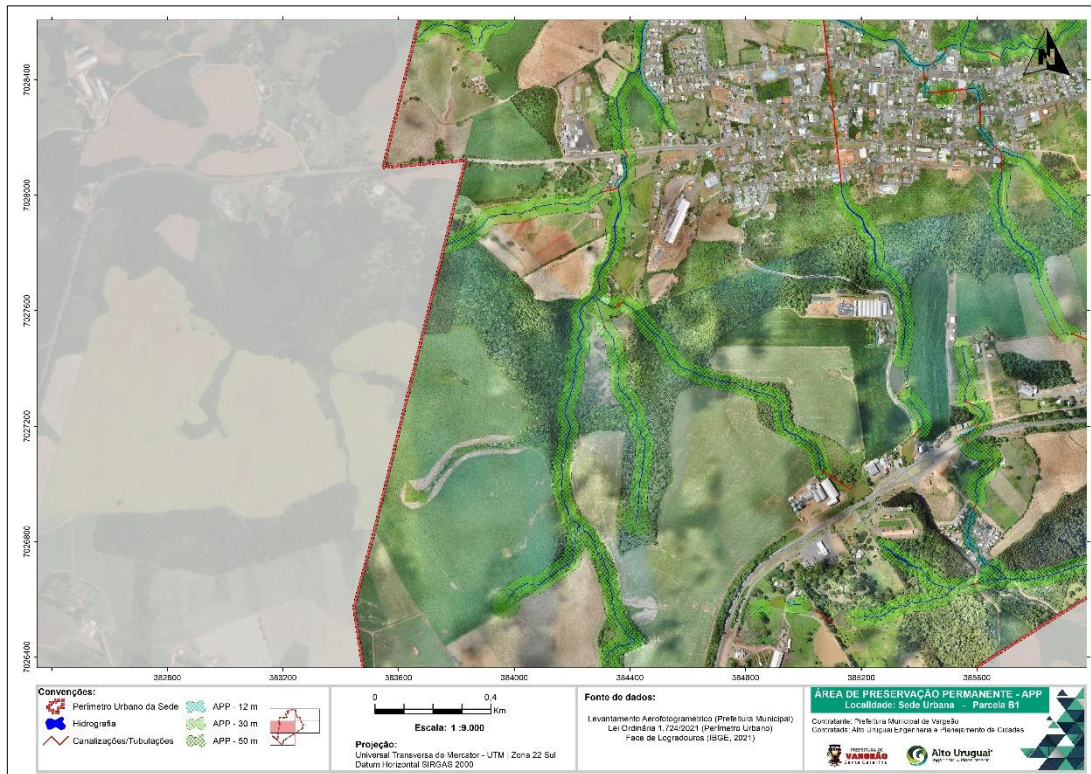 7028400
7028000
7027600
7027200
7026800
7026400
N
382800
383200
383600
384000
384400
384800
385200
385600
Convenções:
Perímetro Urbano da Sede
Hidrografia
Canalizações/Tubulações
APP - 12 m
APP - 30 m
APP - 50 m
0 0,4
Km
Escala: 1:9.000
Projeção:
Universal Transversa de Mercator - UTM | Zona 22 Sul
Datum Horizontal SIRGAS 2000
Fonte de dados:
Levantamento Aerofotogramétrico (Prefeitura Municipal)
Lei Ordinária 1.724/2021 (Perímetro Urbano)
Face de Logradouros (IBGE, 2021)
ÁREA DE PRESERVAÇÃO PERMANENTE - APP
Localidade: Sede Urbana - Parcela B1
Contratante: Prefeitura Municipal de Vargeão
Contratada: Alto Uruguai Engenharia e Planejamento de Cidades
PREFEITURA DE
VARGEÃO
SANTA CATARINA
Alto Uruguai